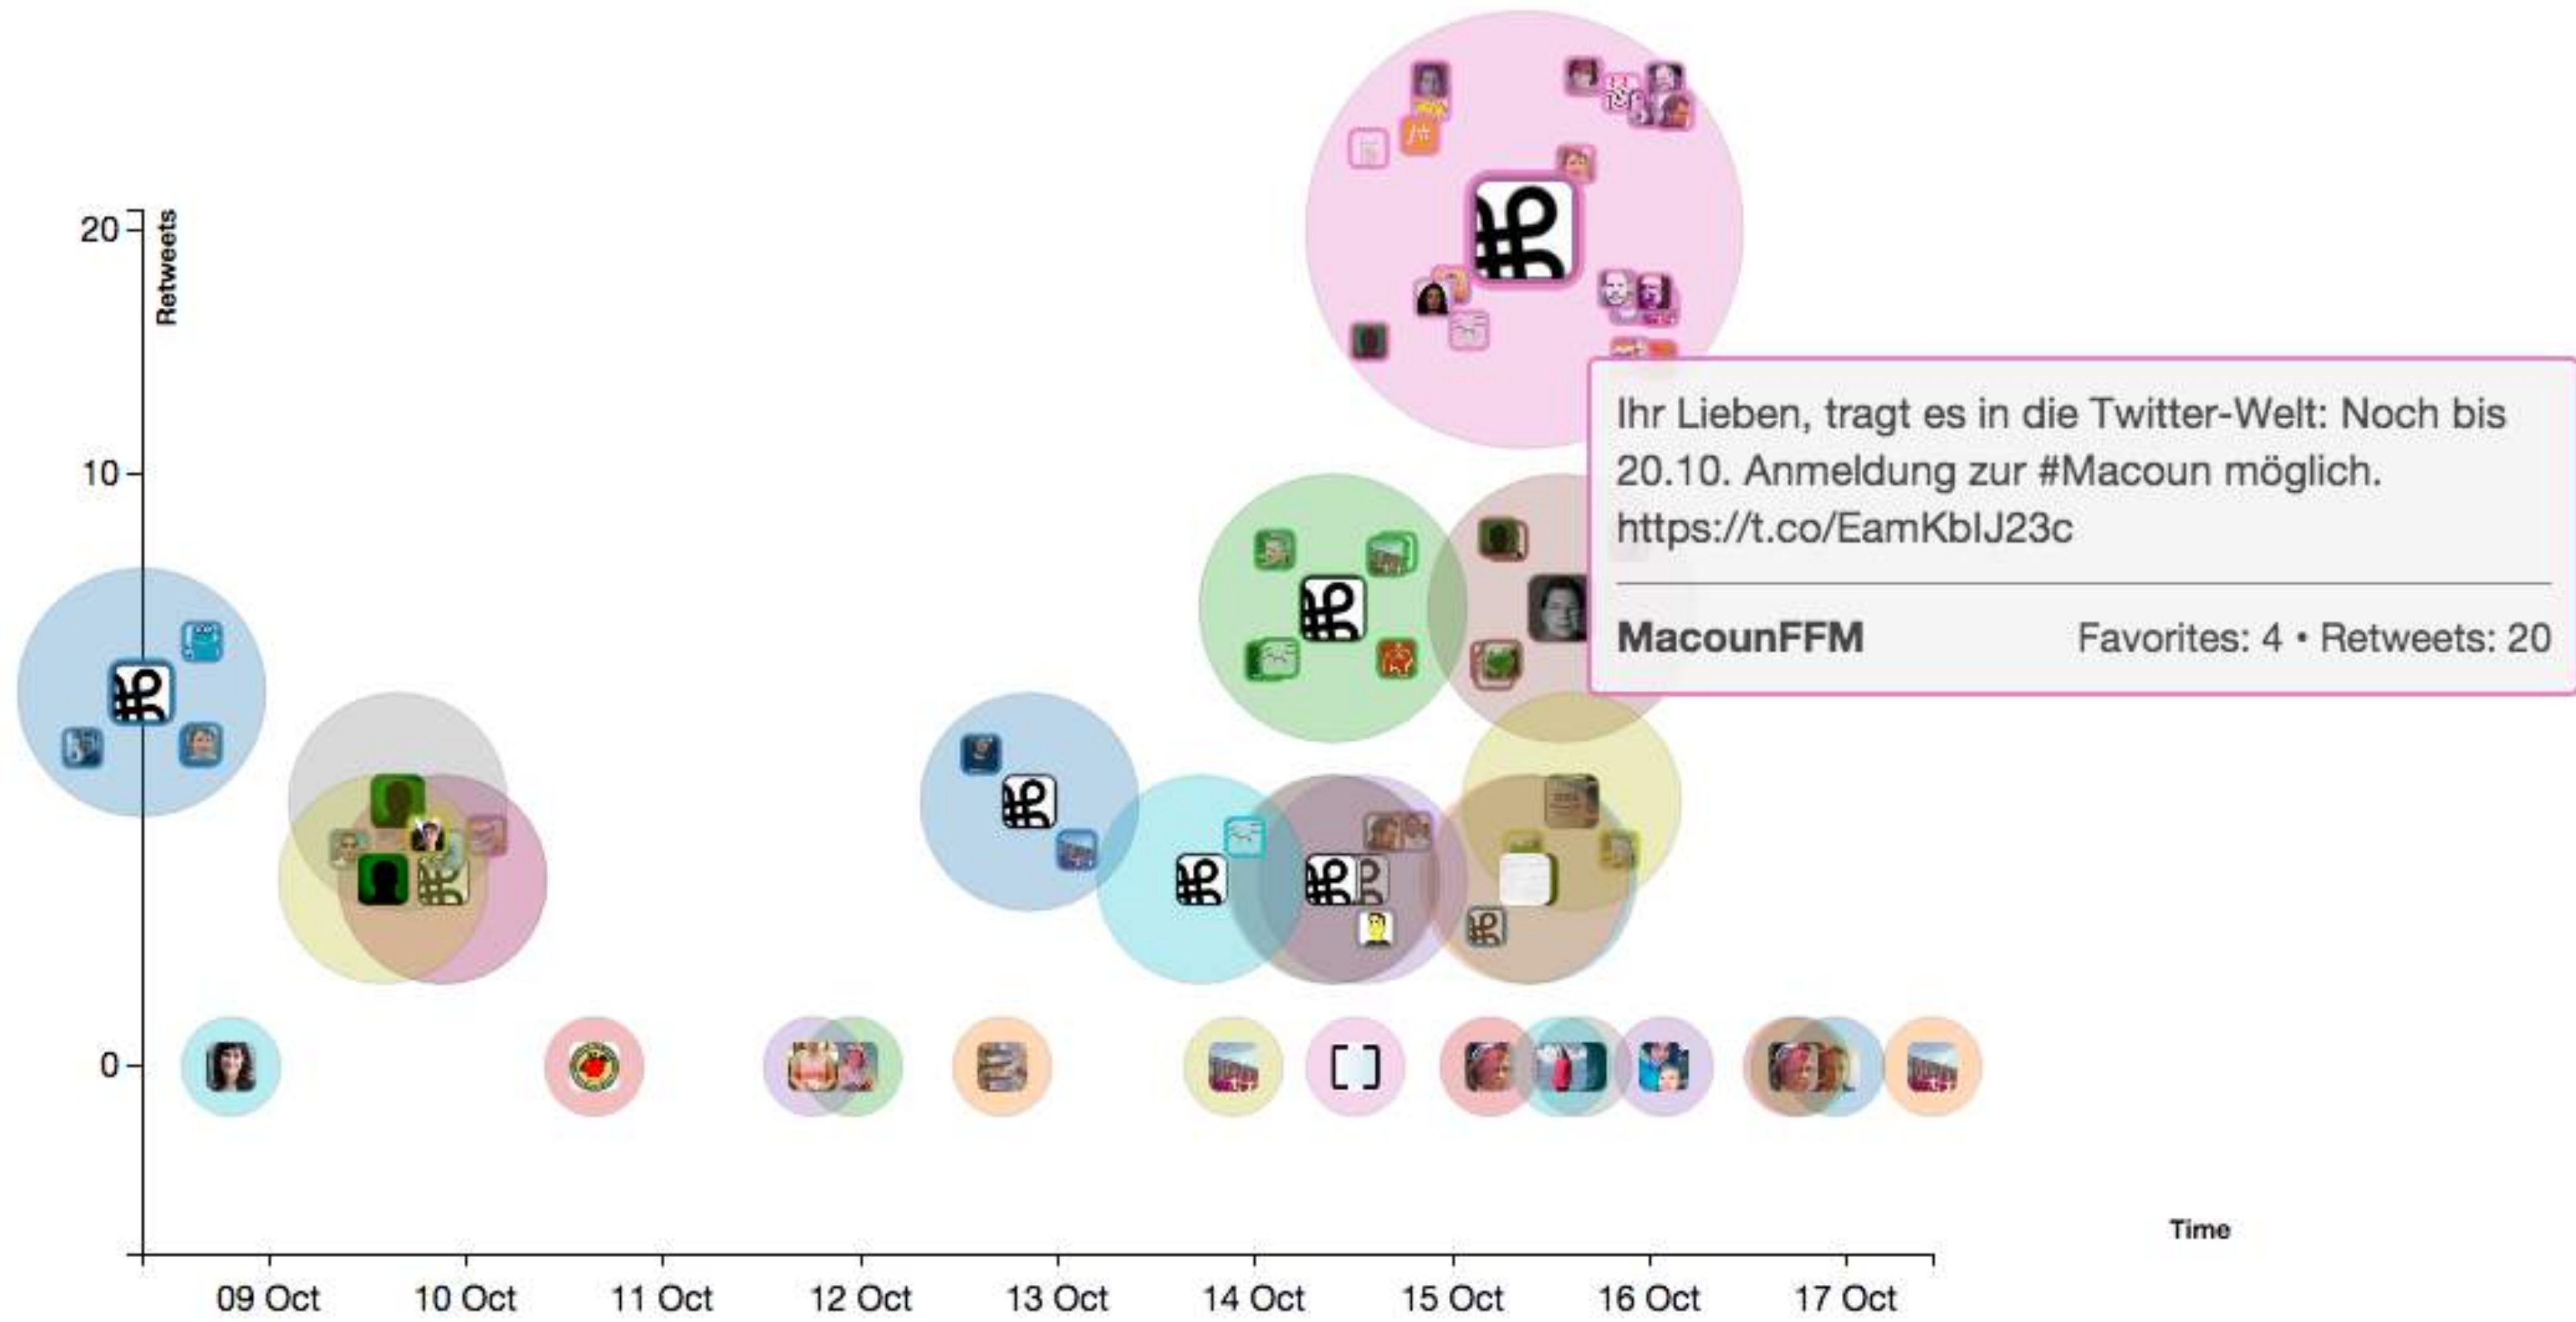 20
Retweets
10
0
Ihr Lieben, tragt es in die Twitter-Welt: Noch bis
20.10. Anmeldung zur #Macoun möglich.
https://t.co/EamKbIJ23c
MacounFFM Favorites: 4 • Retweets: 20
Time
09 Oct 10 Oct 11 Oct 12 Oct 13 Oct 14 Oct 15 Oct 16 Oct 17 Oct